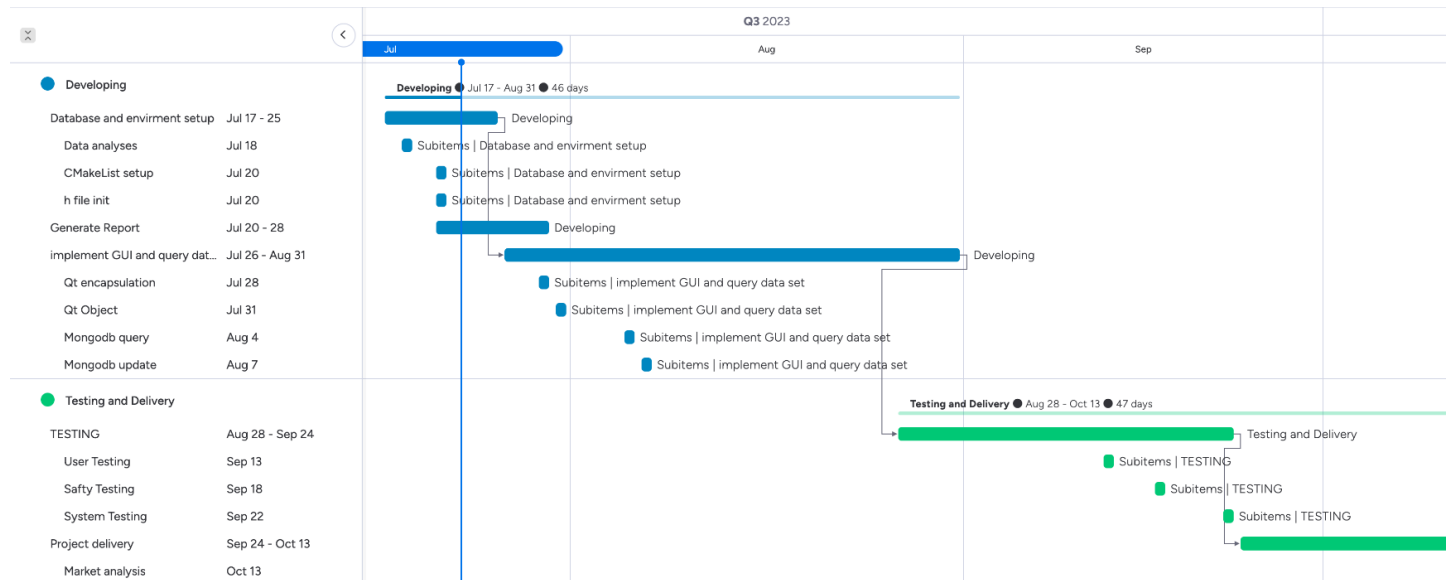 Q3 2023
Jul Aug Sep
Developing
Developing ● Jul 17 - Aug 31 ● 46 days
Database and envirment setup Jul 17 - 25 Developing
Data analyses Jul 18 Subitems | Database and envirment setup
CMakeList setup Jul 20 Subitems | Database and envirment setup
h file init Jul 20 Subitems | Database and envirment setup
Generate Report Jul 20 - 28 Developing
implement GUI and query dat... Jul 26 - Aug 31 Developing
Qt encapsulation Jul 28 Subitems | implement GUI and query data set
Qt Object Jul 31 Subitems | implement GUI and query data set
Mongodb query Aug 4 Subitems | implement GUI and query data set
Mongodb update Aug 7 Subitems | implement GUI and query data set
Testing and Delivery
Testing and Delivery ● Aug 28 - Oct 13 ● 47 days
TESTING Aug 28 - Sep 24 Testing and Delivery
User Testing Sep 13 Subitems | TESTING
Safty Testing Sep 18 Subitems | TESTING
System Testing Sep 22 Subitems | TESTING
Project delivery Sep 24 - Oct 13
Market analysis Oct 13